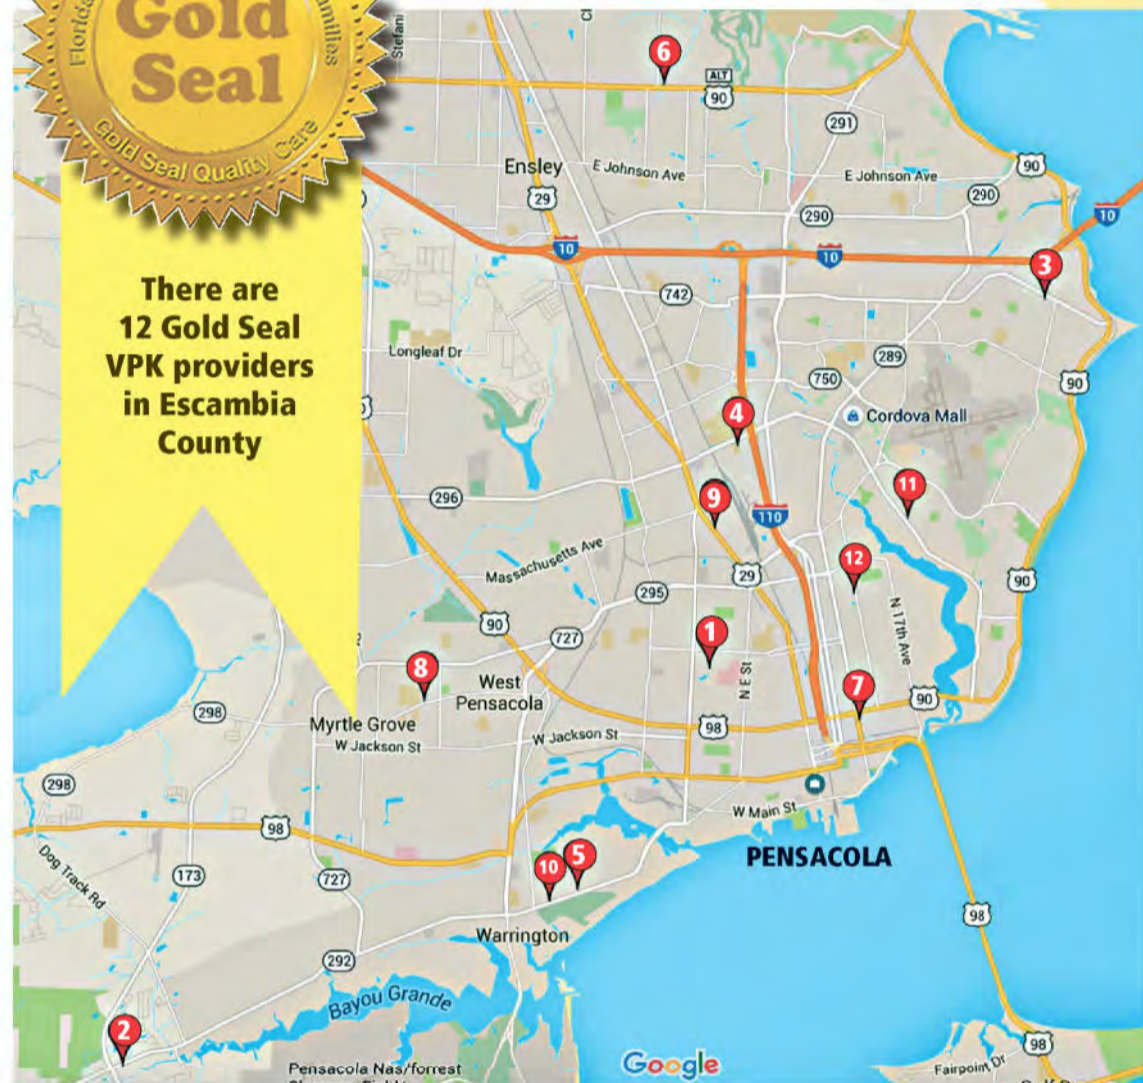 Florida
amilies
Gold
Seal
Gold Seal Quality Care
There are
12 Gold Seal
VPK providers
in Escambia
County
Stefani
6
ALT
90
291
Ensley
E Johnson Ave
E Johnson Ave
90
29
290
290
10
10
10
3
742
Longleaf Dr
289
750
90
4
Cordova Mall
296
9
11
110
Massachusetts Ave
12
29
295
90
90
727
1
N 17th Ave
8
West
Pensacola
N E St
7
90
298
Myrtle Grove
98
W Jackson St
W Jackson St
298
W Main St
98
PENSACOLA
10
5
Dog Track Rd
173
727
98
Warrington
292
Bayou Grande
2
98
Pensacola Nas/forrest
Google
Fairpoint Dr